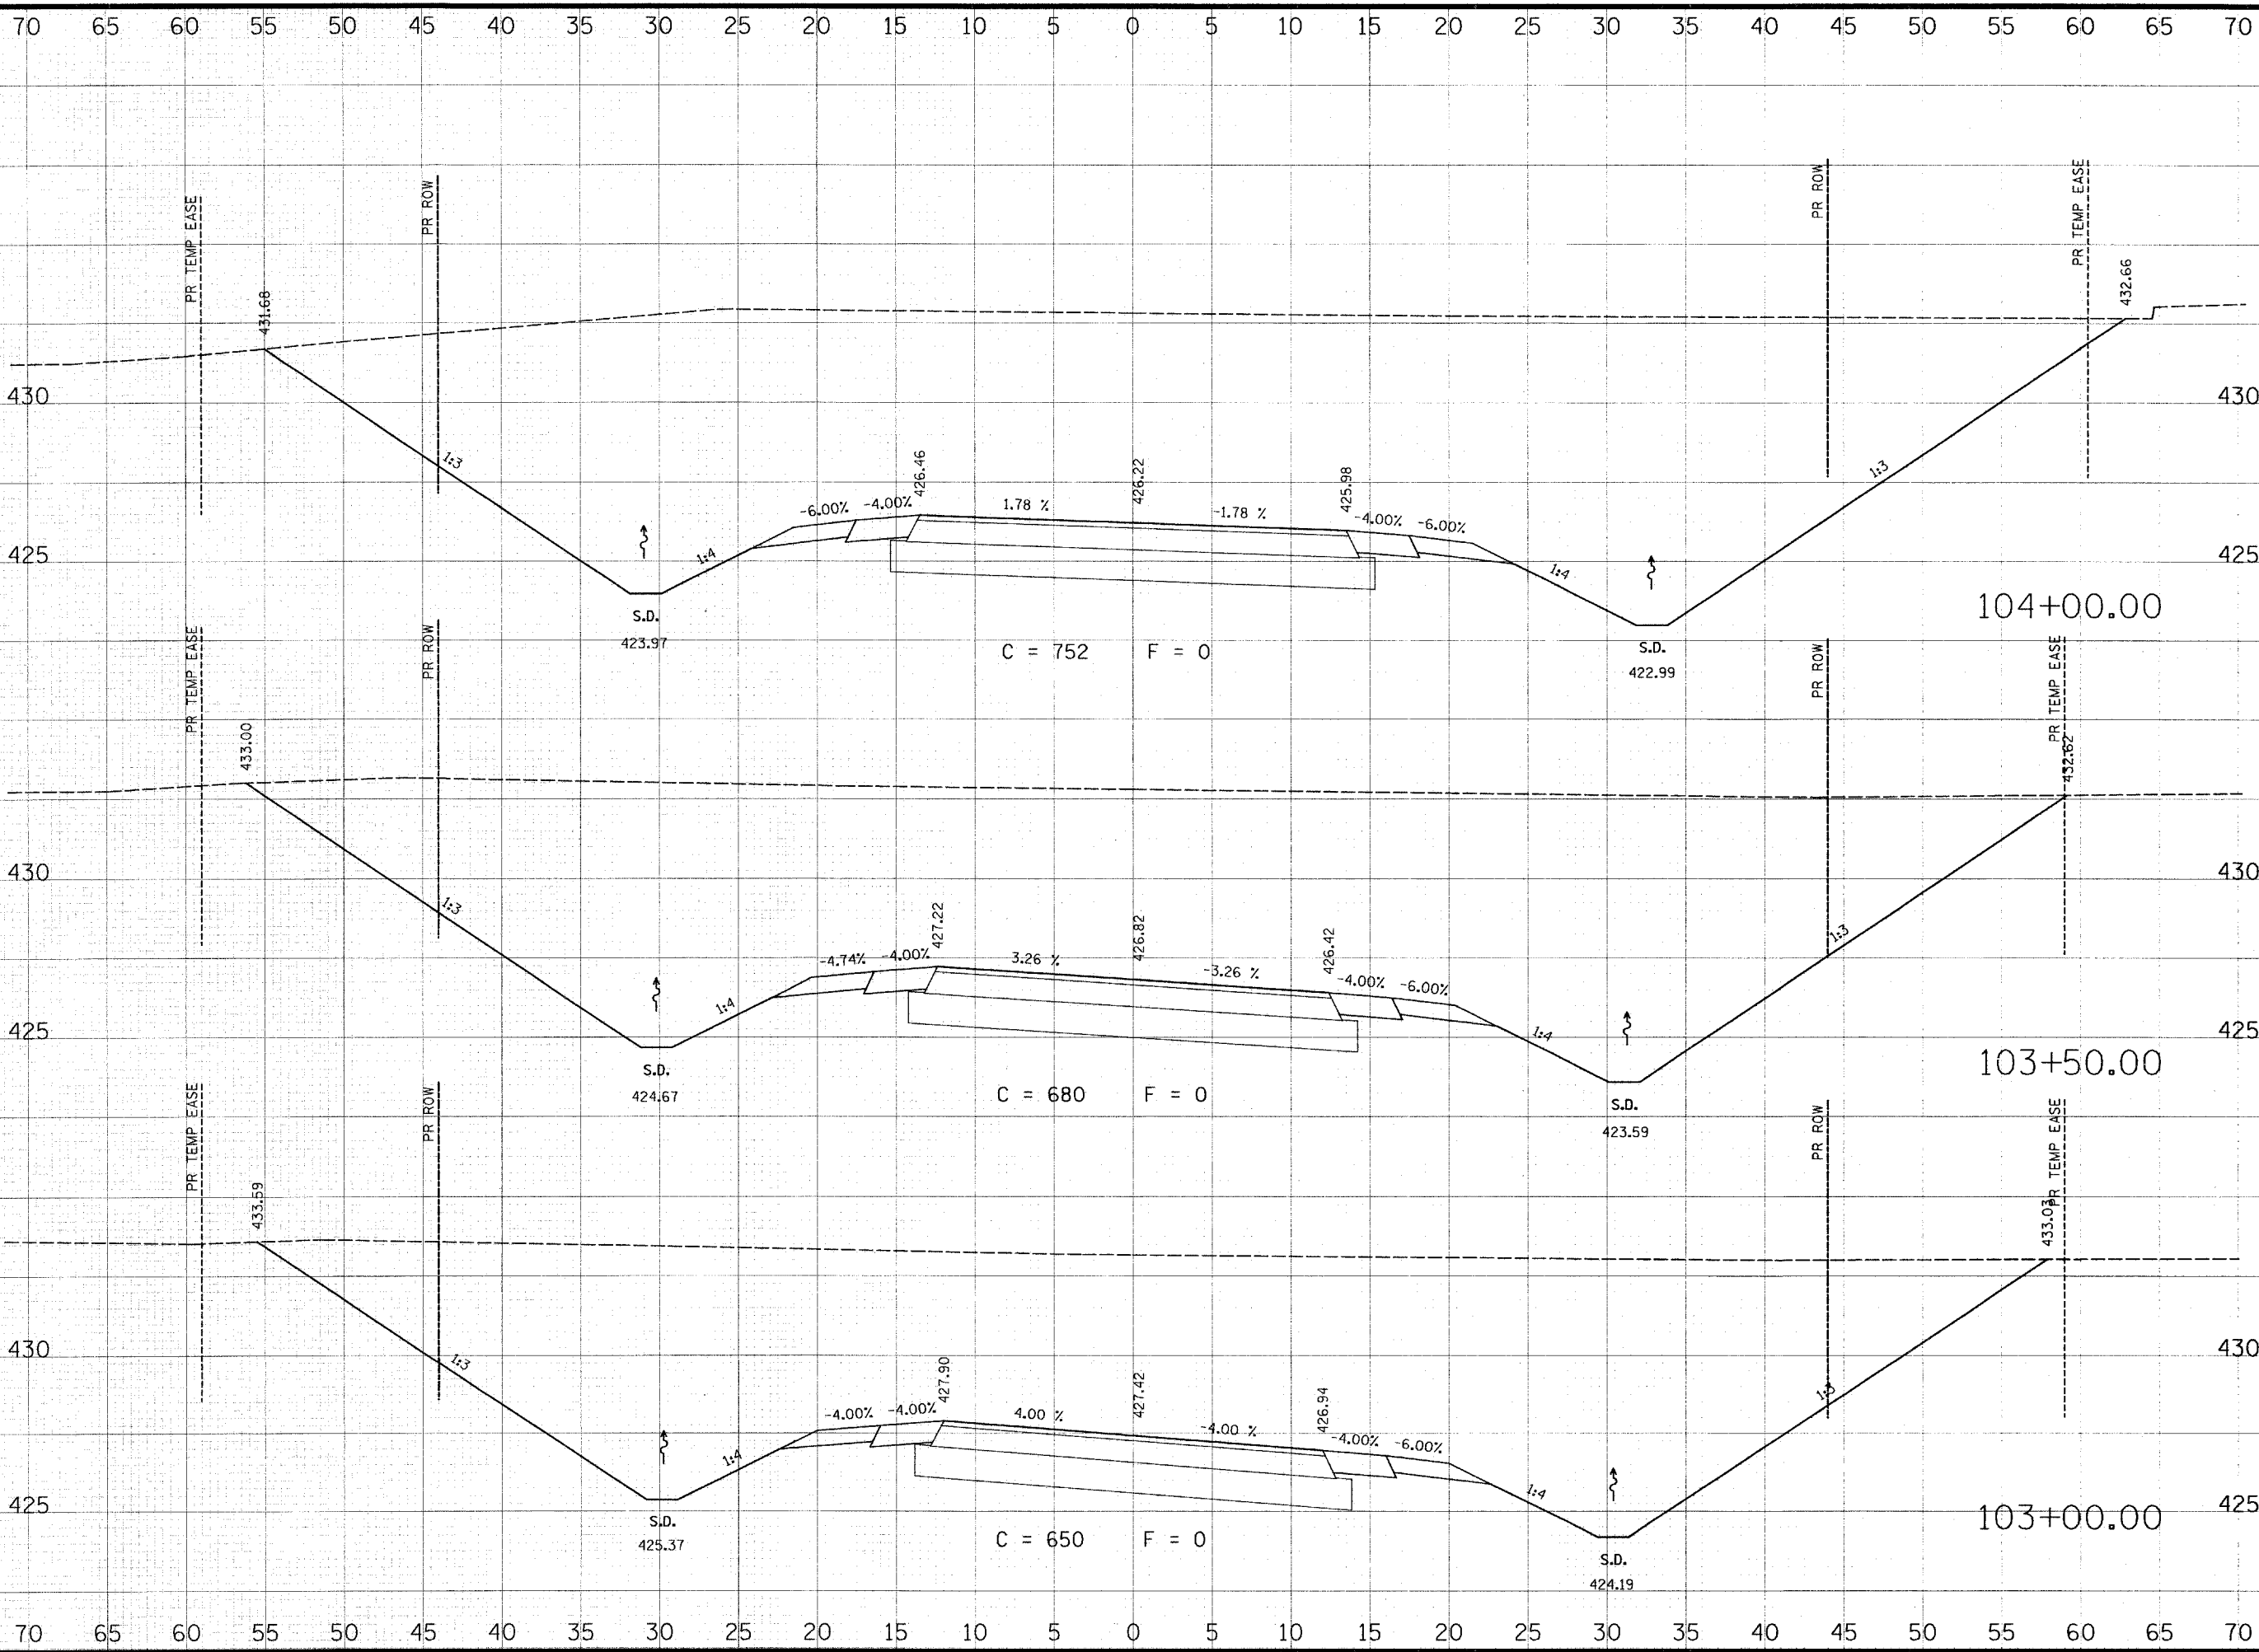 70 65 60 55 50 45 40 35 30 25 20 15 10 5 0 5 10 15 20 25 30 35 40 45 50 55 60 65 70
PR TEMP EASE
PR ROW
PR ROW
PR TEMP EASE
431.68
432.66
430 430
1:3
1:3
426.46
426.22
425.98
-6.00% -4.00% 1.78 % -1.78 % -4.00% -6.00%
425 425
1:4
1:4
S.D.
423.97
S.D.
422.99
C = 752 F = 0
104+00.00
PR TEMP EASE
PR ROW
PR ROW
PR TEMP EASE
433.00
432.62
430 430
1:3
1:3
427.22
426.82
426.42
-4.74% -4.00% 3.26 % -3.26 % -4.00% -6.00%
425 425
1:4
1:4
S.D.
424.67
S.D.
423.59
C = 680 F = 0
103+50.00
PR TEMP EASE
PR ROW
PR ROW
PR TEMP EASE
433.59
433.03
430 430
1:3
1:3
427.90
427.42
426.94
-4.00% -4.00% 4.00 % -4.00 % -4.00% -6.00%
425 425
1:4
1:4
S.D.
425.37
S.D.
424.19
C = 650 F = 0
103+00.00
70 65 60 55 50 45 40 35 30 25 20 15 10 5 0 5 10 15 20 25 30 35 40 45 50 55 60 65 70